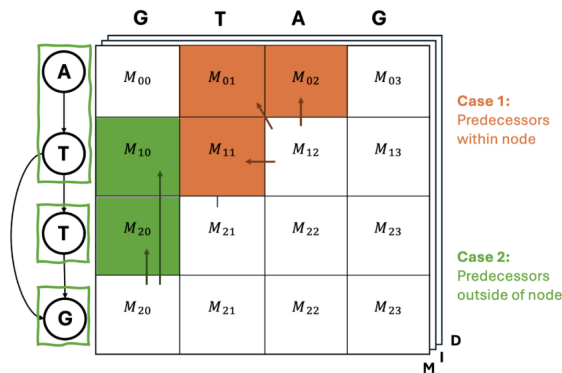 G T A G
A M₀₀ M₀₁ M₀₂ M₀₃
Case 1:
Predecessors
within node
T M₁₀ M₁₁ M₁₂ M₁₃
T M₂₀ M₂₁ M₂₂ M₂₃
Case 2:
Predecessors
outside of node
G M₂₀ M₂₁ M₂₂ M₂₃
D
I
M